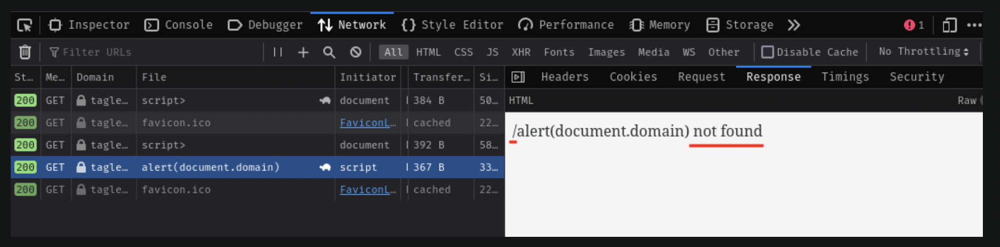 Inspector Console Debugger Network {} Style Editor Performance Memory Storage 1
Filter URLs All HTML CSS JS XHR Fonts Images Media WS Other Disable Cache No Throttling
St… Me… Domain File Initiator Transfer… Si… Headers Cookies Request Response Timings Security
200 GET tagle… script> document 384 B 50… HTML Raw
200 GET tagle… favicon.ico FaviconL… cached 22…
/alert(document.domain) not found
200 GET tagle… script> document 392 B 58…
200 GET tagle… alert(document.domain) script 367 B 33…
200 GET tagle… favicon.ico FaviconL… cached 22…